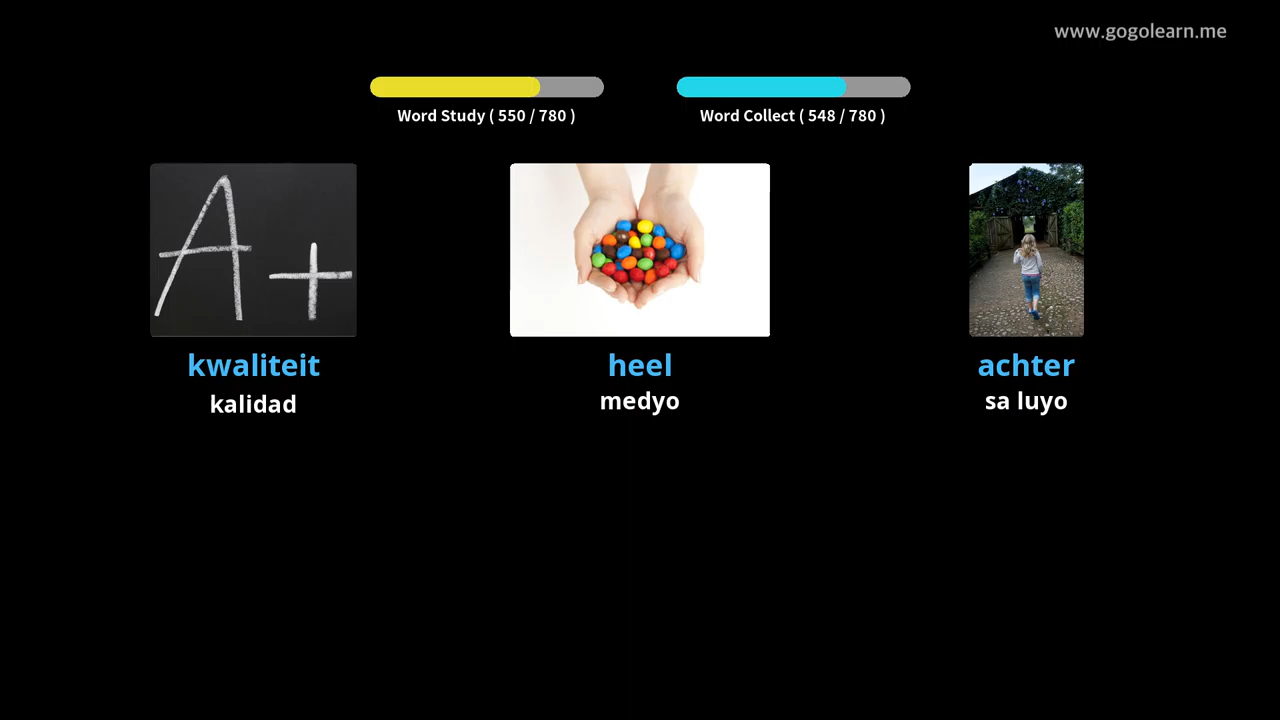 www.gogolearn.me
Word Study ( 550 / 780 )
Word Collect ( 548 / 780 )
A+
kwaliteit
kalidad
heel
medyo
achter
sa luyo